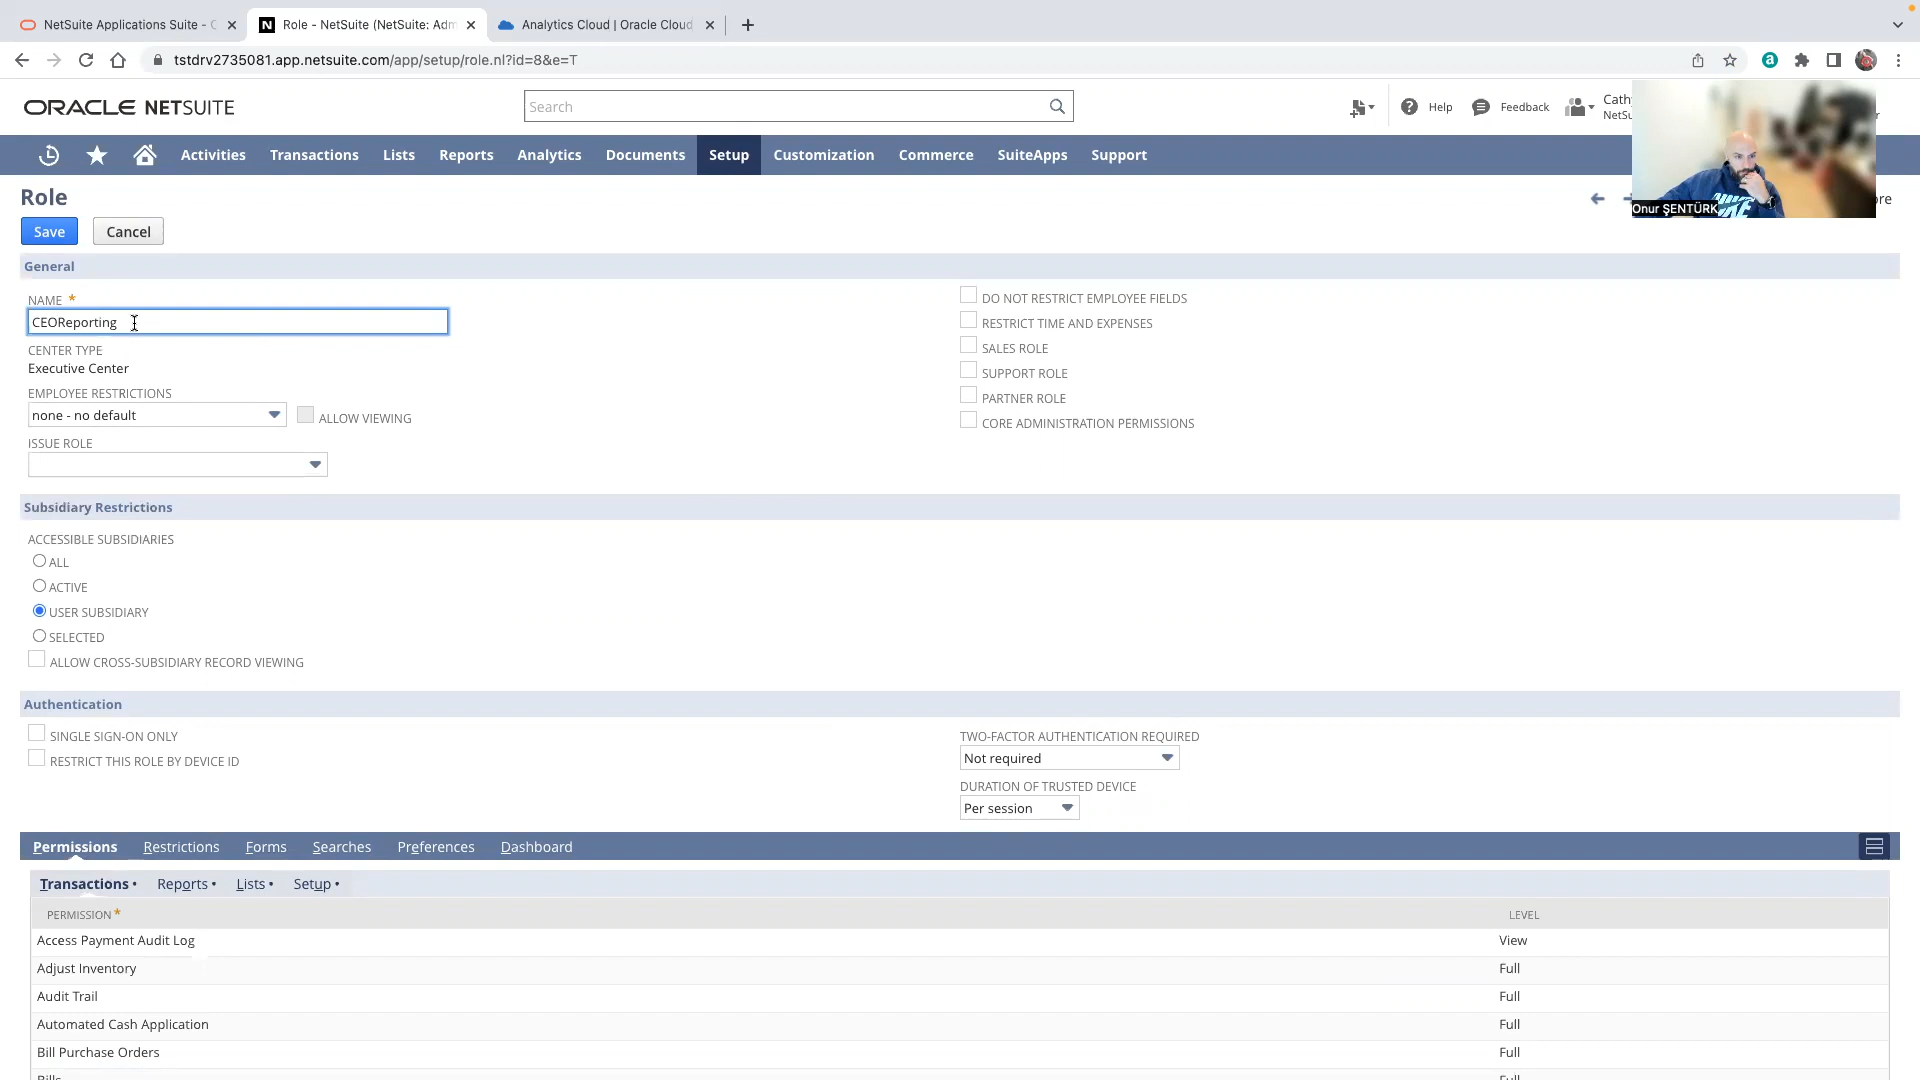 NetSuite Applications Suite - C
Role - NetSuite (NetSuite: Adm
Analytics Cloud | Oracle Cloud
tstdrv2735081.app.netsuite.com/app/setup/role.nl?id=8&e=T
ORACLE NETSUITE
Search
Help
Feedback
Cathy
NetSu
Activities
Transactions
Lists
Reports
Analytics
Documents
Setup
Customization
Commerce
SuiteApps
Support
Role
ore
Onur ŞENTÜRK
NIKE
Save
Cancel
General
NAME *
CEOReporting
CENTER TYPE
Executive Center
EMPLOYEE RESTRICTIONS
none - no default
ALLOW VIEWING
ISSUE ROLE
DO NOT RESTRICT EMPLOYEE FIELDS
RESTRICT TIME AND EXPENSES
SALES ROLE
SUPPORT ROLE
PARTNER ROLE
CORE ADMINISTRATION PERMISSIONS
Subsidiary Restrictions
ACCESSIBLE SUBSIDIARIES
ALL
ACTIVE
USER SUBSIDIARY
SELECTED
ALLOW CROSS-SUBSIDIARY RECORD VIEWING
Authentication
SINGLE SIGN-ON ONLY
RESTRICT THIS ROLE BY DEVICE ID
TWO-FACTOR AUTHENTICATION REQUIRED
Not required
DURATION OF TRUSTED DEVICE
Per session
Permissions
Restrictions
Forms
Searches
Preferences
Dashboard
Transactions •
Reports •
Lists •
Setup •
PERMISSION *
LEVEL
Access Payment Audit Log
View
Adjust Inventory
Full
Audit Trail
Full
Automated Cash Application
Full
Bill Purchase Orders
Full
Bills
Full